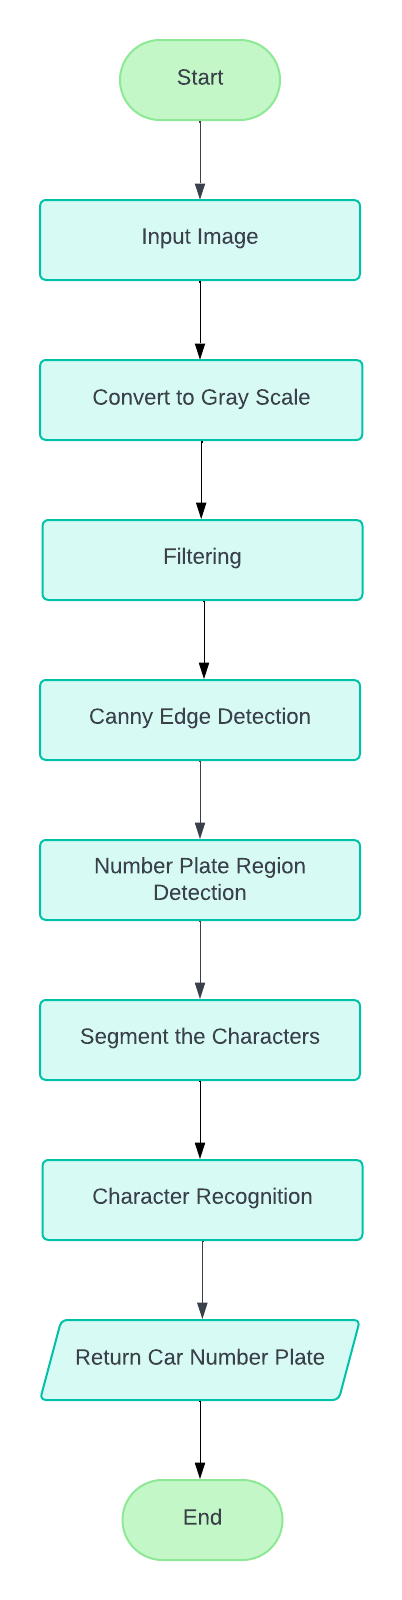 Start
Input Image
Convert to Gray Scale
Filtering
Canny Edge Detection
Number Plate Region
Detection
Segment the Characters
Character Recognition
Return Car Number Plate
End